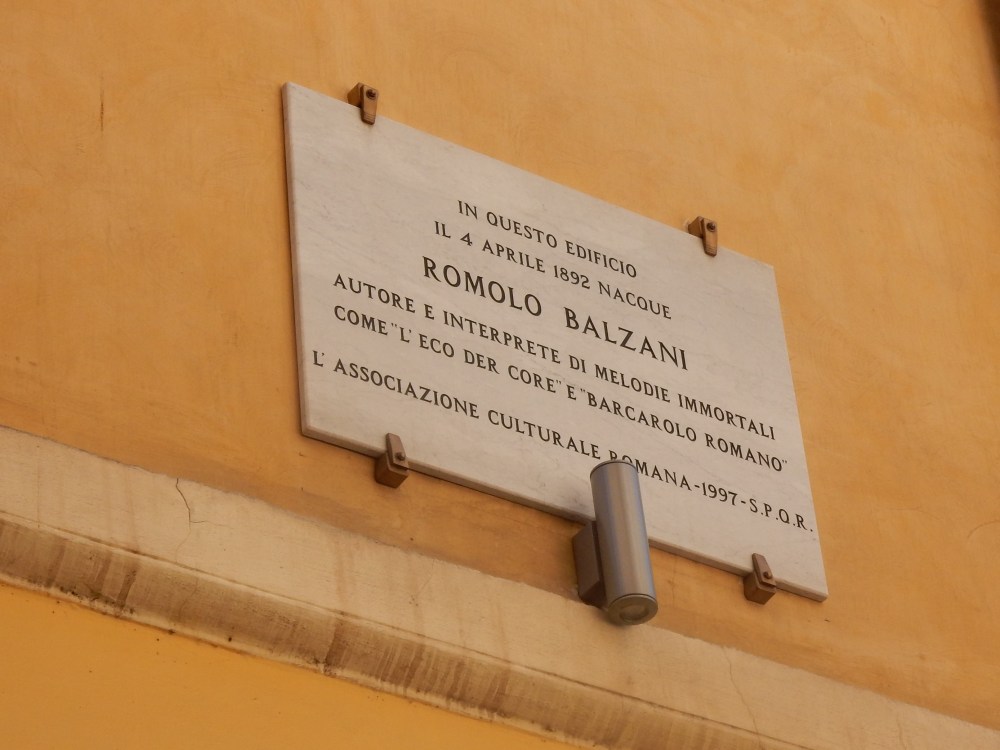 IN QUESTO EDIFICIO
IL 4 APRILE 1892 NACQUE
ROMOLO BALZANI
AUTORE E INTERPRETE DI MELODIE IMMORTALI
COME "L' ECO DER CORE" E "BARCAROLO ROMANO"
L' ASSOCIAZIONE CULTURALE ROMANA-1997-S.P.Q.R.